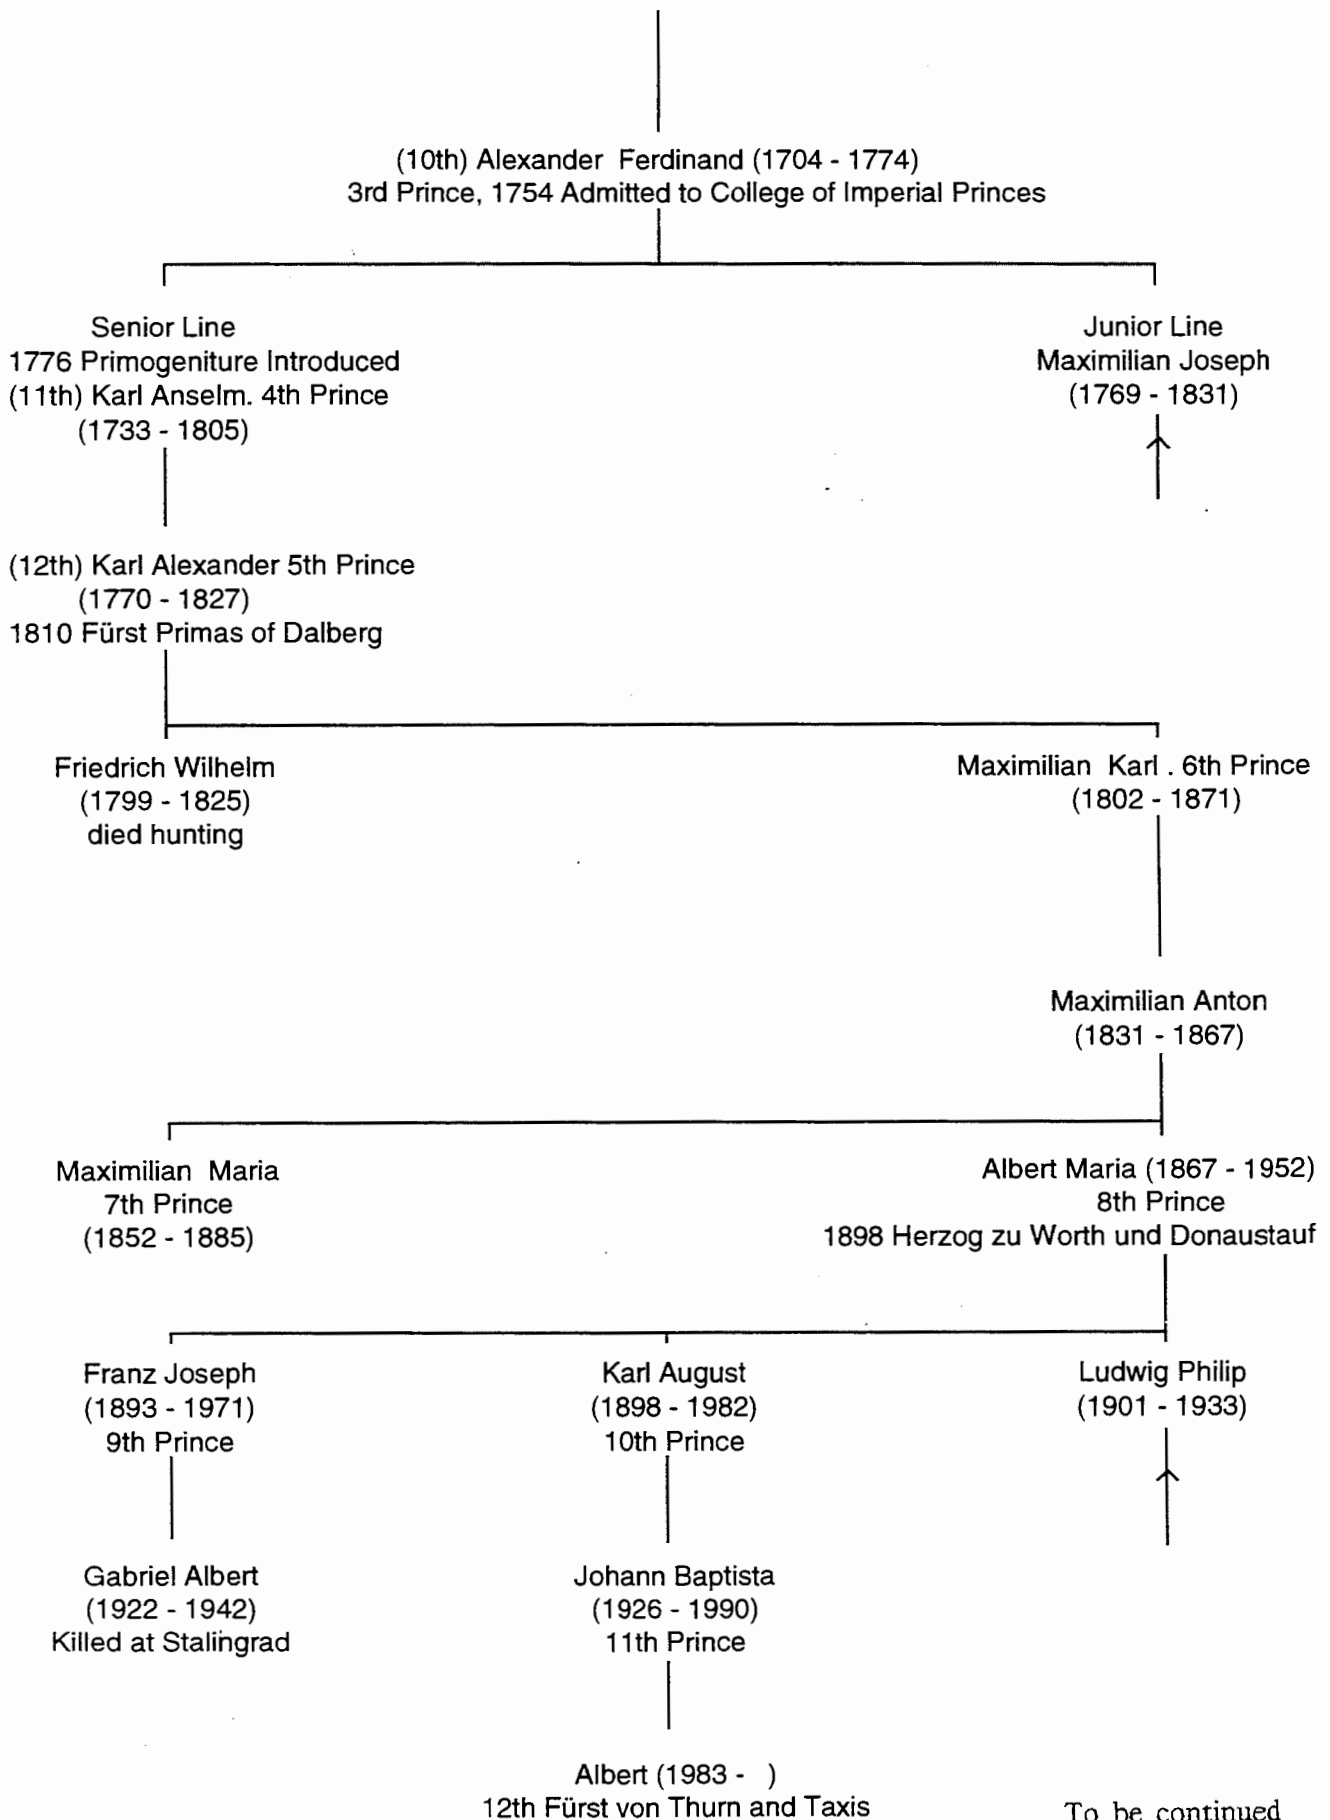 (10th) Alexander Ferdinand (1704 - 1774)
3rd Prince, 1754 Admitted to College of Imperial Princes
Senior Line
1776 Primogeniture Introduced
(11th) Karl Anselm. 4th Prince
(1733 - 1805)
Junior Line
Maximilian Joseph
(1769 - 1831)
(12th) Karl Alexander 5th Prince
(1770 - 1827)
1810 Fürst Primas of Dalberg
Friedrich Wilhelm
(1799 - 1825)
died hunting
Maximilian Karl . 6th Prince
(1802 - 1871)
Maximilian Anton
(1831 - 1867)
Maximilian Maria
7th Prince
(1852 - 1885)
Albert Maria (1867 - 1952)
8th Prince
1898 Herzog zu Worth und Donaustauf
Franz Joseph
(1893 - 1971)
9th Prince
Karl August
(1898 - 1982)
10th Prince
Ludwig Philip
(1901 - 1933)
Gabriel Albert
(1922 - 1942)
Killed at Stalingrad
Johann Baptista
(1926 - 1990)
11th Prince
Albert (1983 - )
12th Fürst von Thurn and Taxis
To be continued